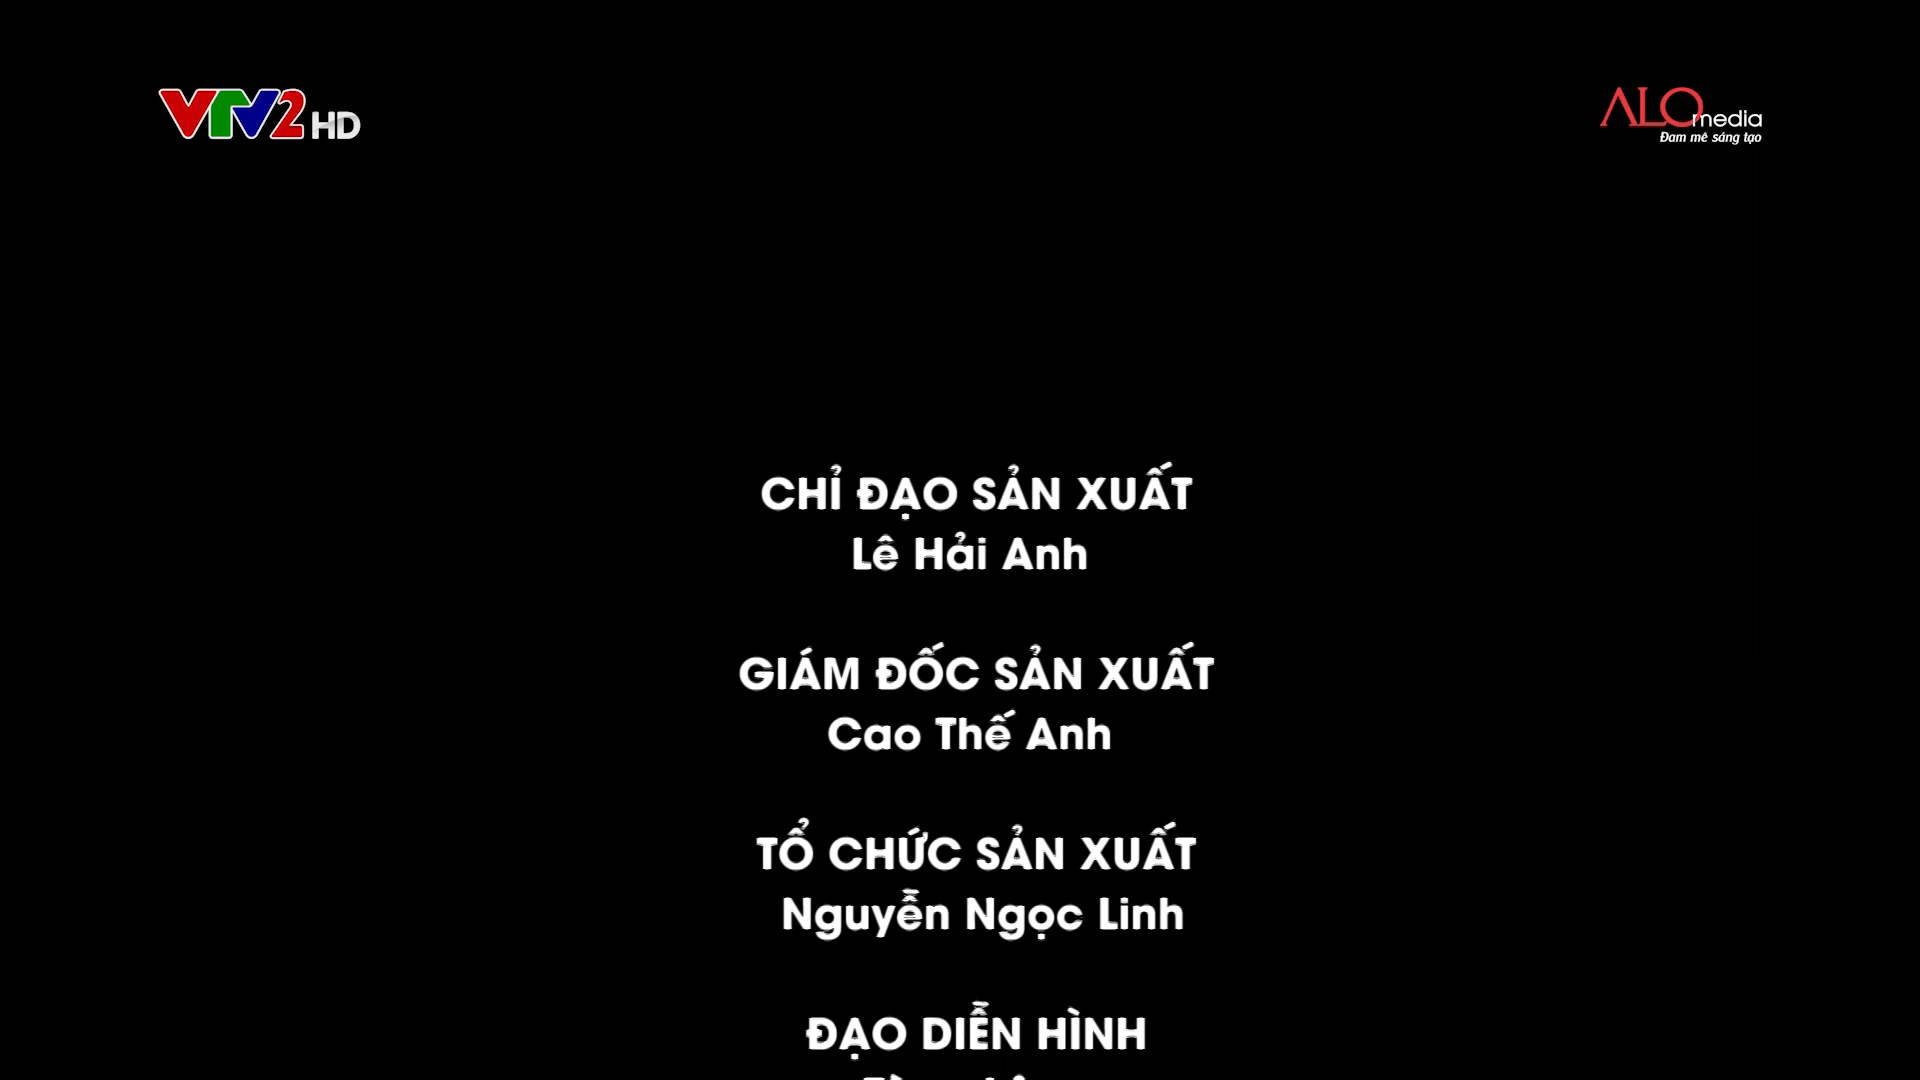 VTV2 HD
ALO media
Đam mê sáng tạo
CHỈ ĐẠO SẢN XUẤT
Lê Hải Anh
GIÁM ĐỐC SẢN XUẤT
Cao Thế Anh
TỔ CHỨC SẢN XUẤT
Nguyễn Ngọc Linh
ĐẠO DIỄN HÌNH